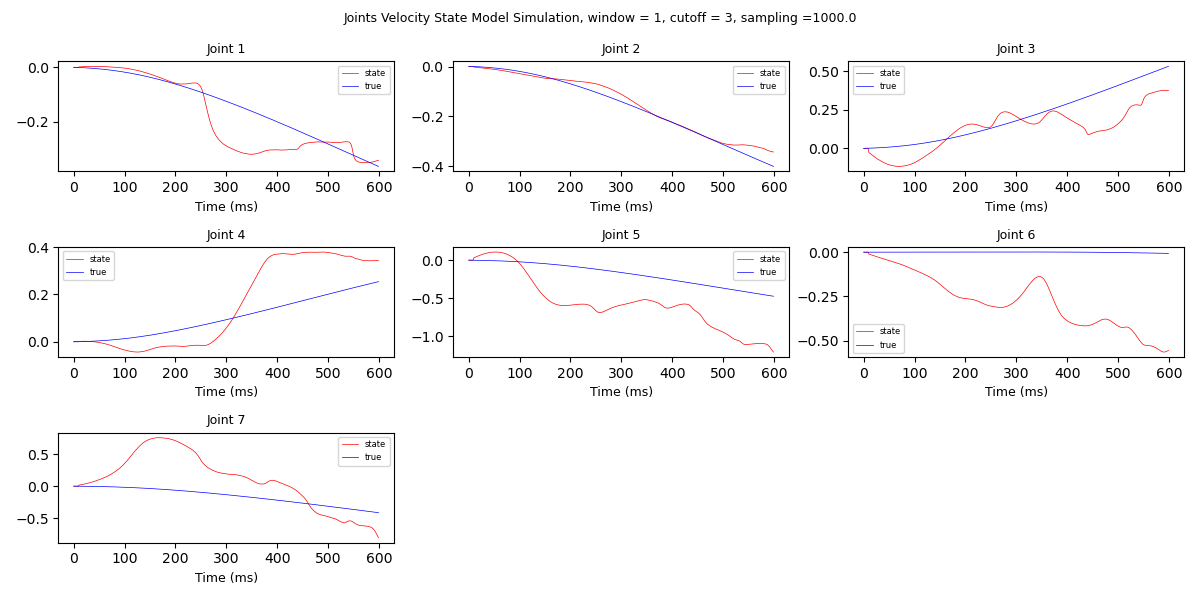 Joints Velocity State Model Simulation, window = 1, cutoff = 3, sampling =1000.0
Joint 1
0.0
−0.2
state
true
0 100 200 300 400 500 600
Time (ms)
Joint 2
0.0
−0.2
−0.4
state
true
0 100 200 300 400 500 600
Time (ms)
Joint 3
0.50
0.25
0.00
state
true
0 100 200 300 400 500 600
Time (ms)
Joint 4
0.4
0.2
0.0
state
true
0 100 200 300 400 500 600
Time (ms)
Joint 5
0.0
−0.5
−1.0
state
true
0 100 200 300 400 500 600
Time (ms)
Joint 6
0.00
−0.25
−0.50
state
true
0 100 200 300 400 500 600
Time (ms)
Joint 7
0.5
0.0
−0.5
state
true
0 100 200 300 400 500 600
Time (ms)